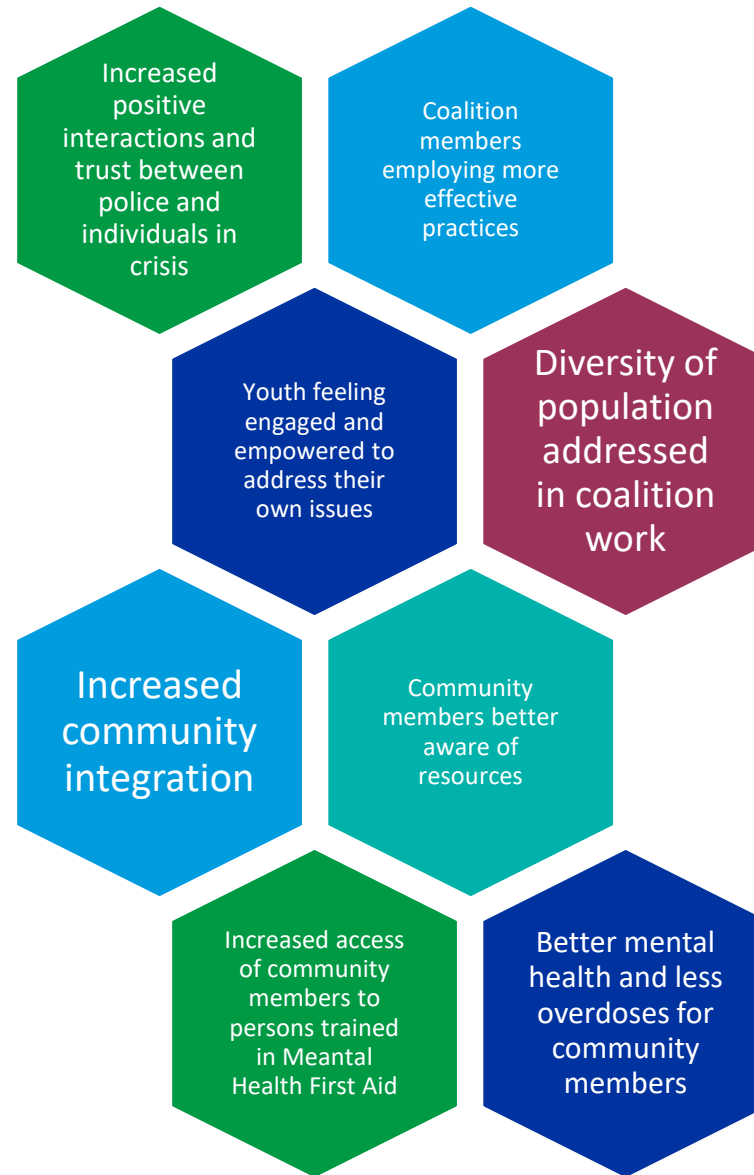 Increased
positive
interactions and
trust between
police and
individuals in
crisis
Coalition
members
employing more
effective
practices
Youth feeling
engaged and
empowered to
address their
own issues
Diversity of
population
addressed
in coalition
work
Increased
community
integration
Community
members better
aware of
resources
Increased access
of community
members to
persons trained
in Meantal
Health First Aid
Better mental
health and less
overdoses for
community
members